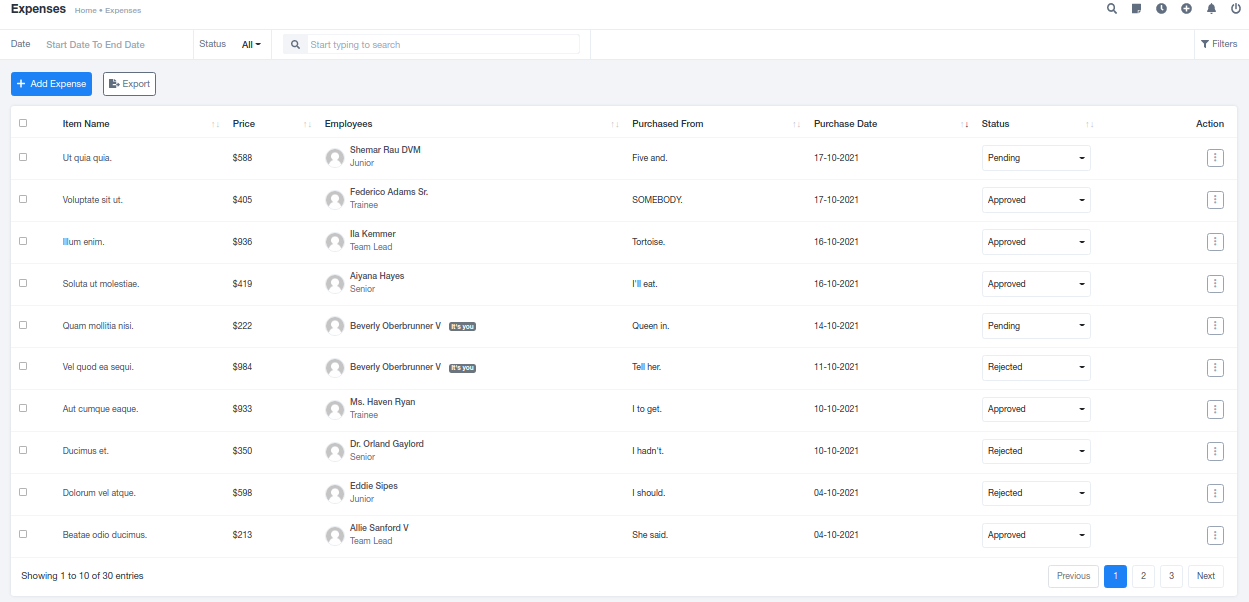 Expenses Home • Expenses
Date Start Date To End Date Status All Start typing to search Filters
+ Add Expense Export
Item Name ↑↓ Price ↑↓ Employees ↑↓ Purchased From ↑↓ Purchase Date ↑↓ Status ↑↓ Action
Ut quia quia. $588 Shemar Rau DVM Five and. 17-10-2021 Pending
Junior
Voluptate sit ut. $405 Federico Adams Sr. SOMEBODY. 17-10-2021 Approved
Trainee
Illum enim. $936 Ila Kemmer Tortoise. 16-10-2021 Approved
Team Lead
Soluta ut molestiae. $419 Aiyana Hayes I'll eat. 16-10-2021 Approved
Senior
Quam mollitia nisi. $222 Beverly Oberbrunner V It's you Queen in. 14-10-2021 Pending
Vel quod ea sequi. $984 Beverly Oberbrunner V It's you Tell her. 11-10-2021 Rejected
Aut cumque eaque. $933 Ms. Haven Ryan I to get. 10-10-2021 Approved
Trainee
Ducimus et. $350 Dr. Orland Gaylord I hadn't. 10-10-2021 Rejected
Senior
Dolorum vel atque. $598 Eddie Sipes I should. 04-10-2021 Rejected
Junior
Beatae odio ducimus. $213 Allie Sanford V She said. 04-10-2021 Approved
Team Lead
Showing 1 to 10 of 30 entries Previous 1 2 3 Next